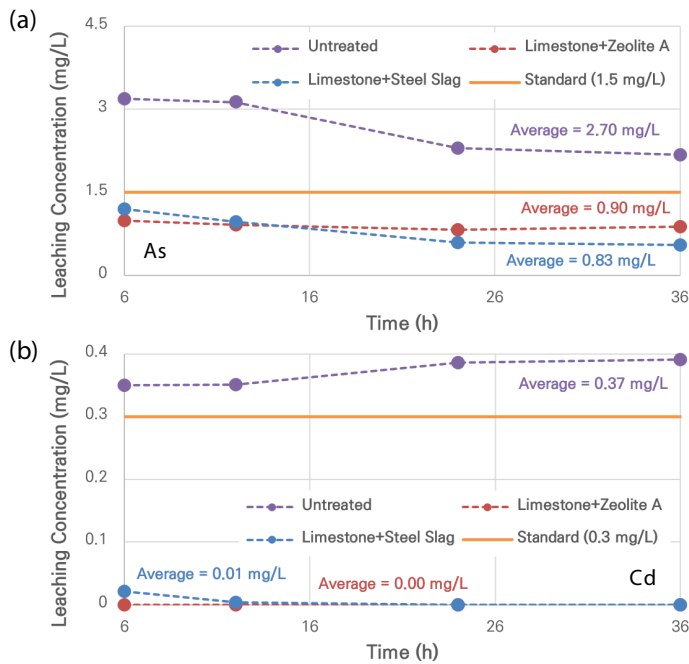 (a)
4.5
Untreated
Limestone+Zeolite A
Limestone+Steel Slag
Standard (1.5 mg/L)
3
Average = 2.70 mg/L
1.5
Average = 0.90 mg/L
As
Average = 0.83 mg/L
0
Leaching Concentration (mg/L)
6
16
26
36
Time (h)
(b)
0.4
Average = 0.37 mg/L
0.3
0.2
Untreated
Limestone+Zeolite A
Limestone+Steel Slag
Standard (0.3 mg/L)
0.1
Average = 0.01 mg/L
Average = 0.00 mg/L
Cd
0
Leaching Concentration (mg/L)
6
16
26
36
Time (h)